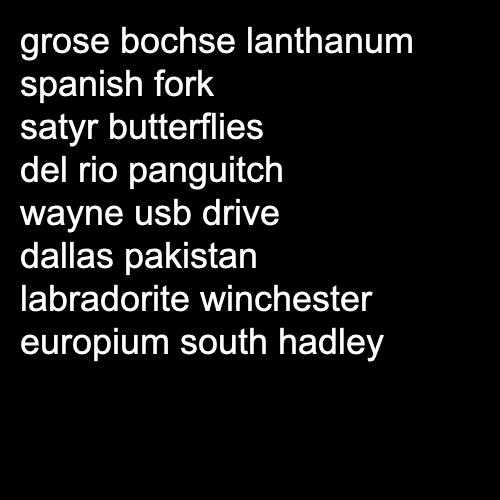 grose bochse lanthanum
spanish fork
satyr butterflies
del rio panguitch
wayne usb drive
dallas pakistan
labradorite winchester
europium south hadley